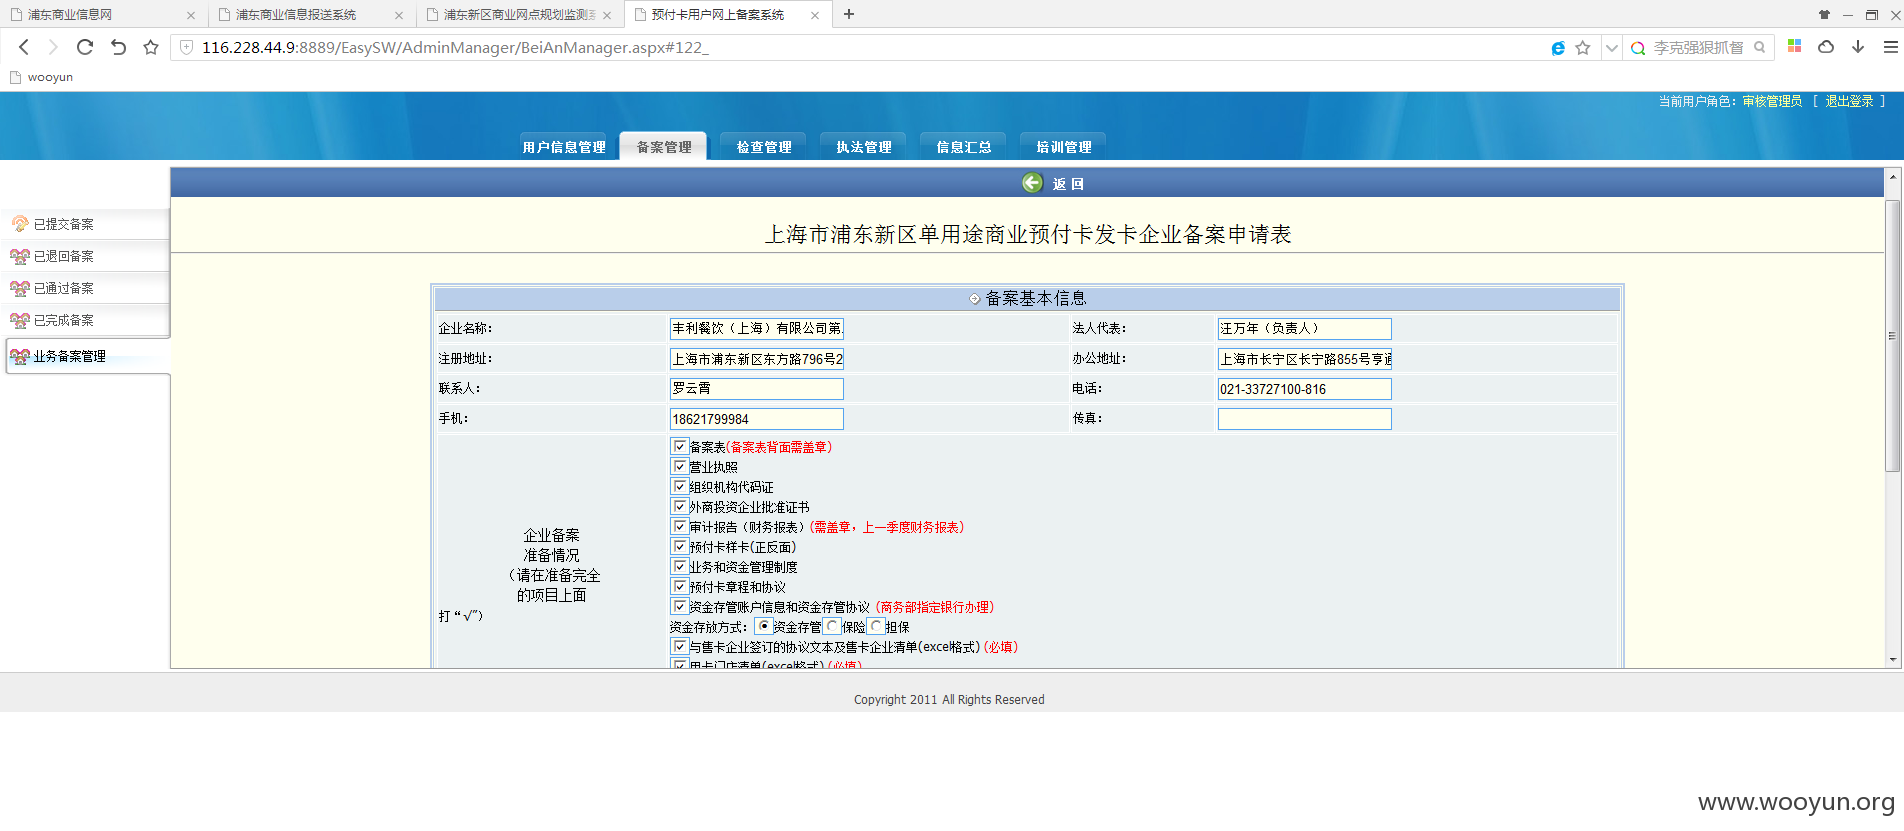 浦东商业信息网
浦东商业信息报送系统
浦东新区商业网点规划监测系
预付卡用户网上备案系统
116.228.44.9:8889/EasySW/AdminManager/BeiAnManager.aspx#122_
李克强狠抓督
wooyun
当前用户角色：审核管理员 [ 退出登录 ]
用户信息管理 备案管理 检查管理 执法管理 信息汇总 培训管理
返 回
已提交备案
已退回备案
已通过备案
已完成备案
业务备案管理
上海市浦东新区单用途商业预付卡发卡企业备案申请表
备案基本信息
企业名称： 丰利餐饮（上海）有限公司第 法人代表： 汪万年（负责人）
注册地址： 上海市浦东新区东方路796号2 办公地址： 上海市长宁区长宁路855号亨通
联系人： 罗云霄 电话： 021-33727100-816
手机： 18621799984 传真：
企业备案
准备情况
（请在准备完全
的项目上面
打“√”）
备案表(备案表背面需盖章)
营业执照
组织机构代码证
外商投资企业批准证书
审计报告（财务报表）(需盖章，上一季度财务报表)
预付卡样卡(正反面)
业务和资金管理制度
预付卡章程和协议
资金存管账户信息和资金存管协议 (商务部指定银行办理)
资金存放方式： 资金存管 保险 担保
与售卡企业签订的协议文本及售卡企业清单(excel格式) (必填)
用卡门店清单(excel格式) (必填)
Copyright 2011 All Rights Reserved
www.wooyun.org